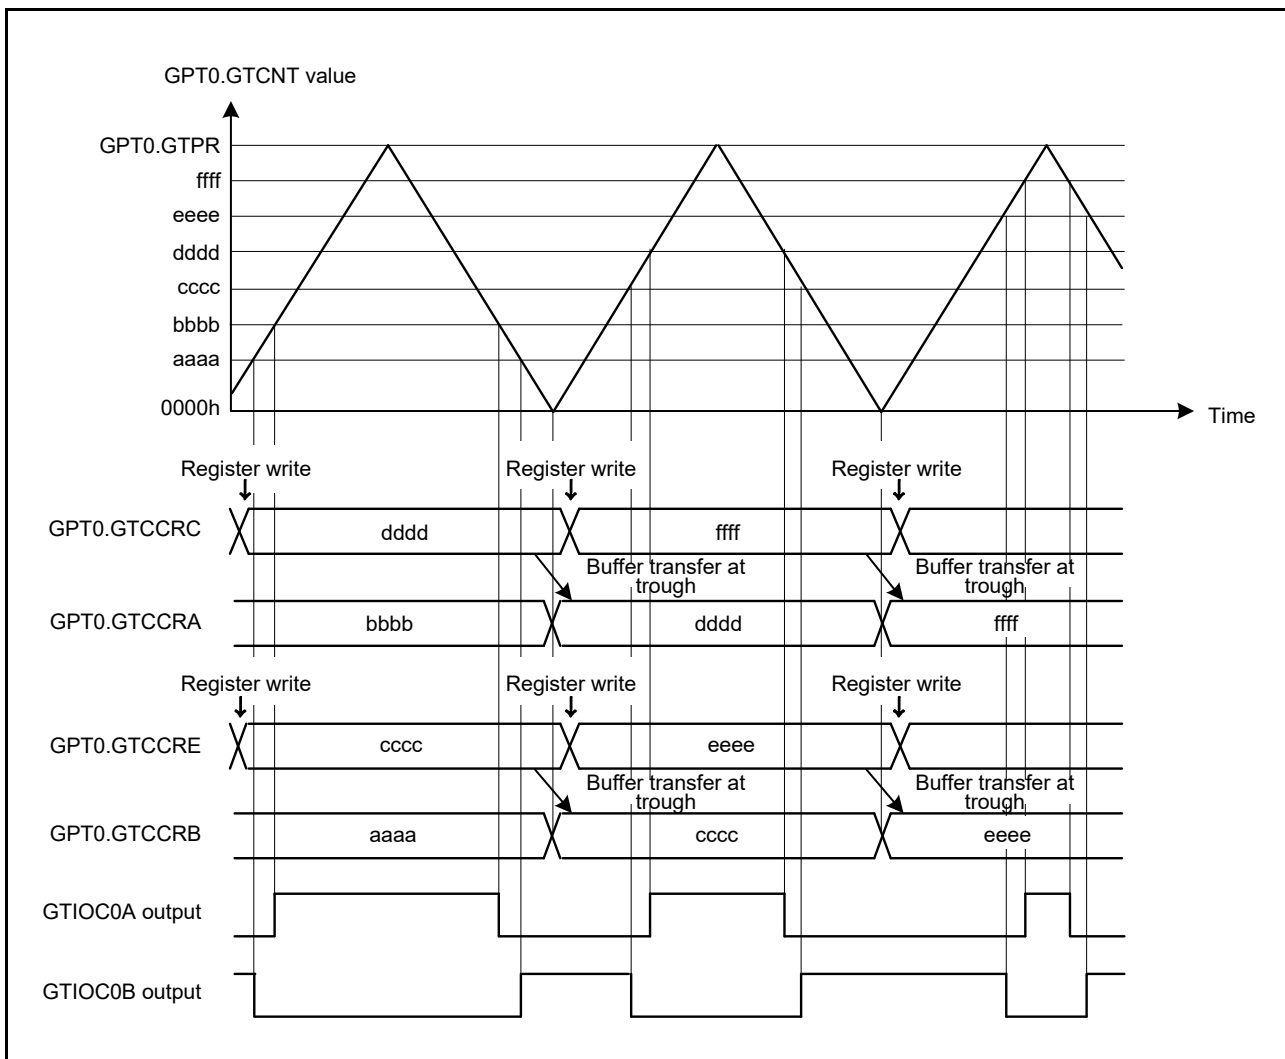 GPT0.GTCNT value
GPT0.GTPR
ffff
eeee
dddd
cccc
bbbb
aaaa
0000h
Time
Register write
Register write
Register write
GPT0.GTCCRC
dddd
ffff
Buffer transfer at
trough
Buffer transfer at
trough
GPT0.GTCCRA
bbbb
dddd
ffff
Register write
Register write
Register write
GPT0.GTCCRE
cccc
eeee
Buffer transfer at
trough
Buffer transfer at
trough
GPT0.GTCCRB
aaaa
cccc
eeee
GTIOC0A output
GTIOC0B output